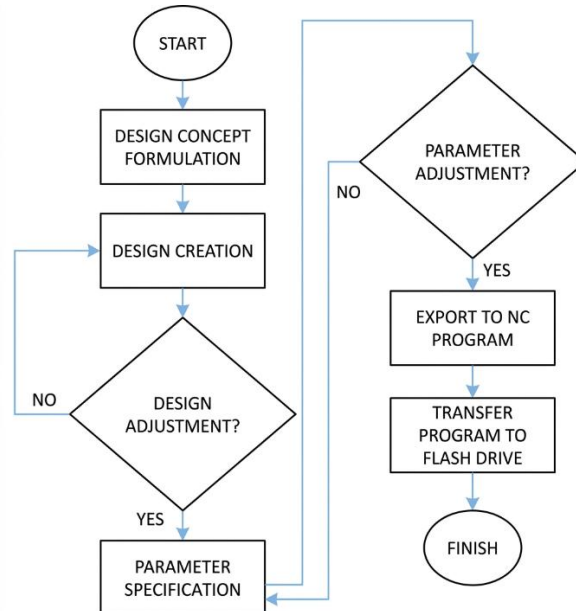 START
DESIGN CONCEPT
FORMULATION
DESIGN CREATION
NO
DESIGN
ADJUSTMENT?
YES
PARAMETER
SPECIFICATION
PARAMETER
ADJUSTMENT?
NO
YES
EXPORT TO NC
PROGRAM
TRANSFER
PROGRAM TO
FLASH DRIVE
FINISH